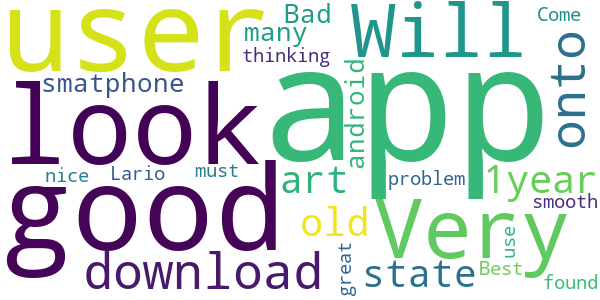 user
Bad
many
thinking
Will
Come
onto
smatphone
look
app
android
nice
Lario
must
art
problem
1year
smooth
good
old
Very
download
great
state
Best
use
found